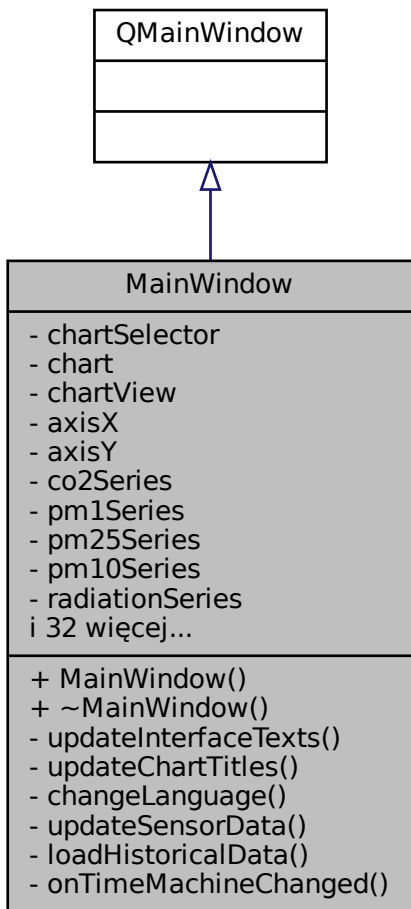 QMainWindow
MainWindow
- chartSelector
- chart
- chartView
- axisX
- axisY
- co2Series
- pm1Series
- pm25Series
- pm10Series
- radiationSeries
i 32 więcej...
+ MainWindow()
+ ~MainWindow()
- updateInterfaceTexts()
- updateChartTitles()
- changeLanguage()
- updateSensorData()
- loadHistoricalData()
- onTimeMachineChanged()